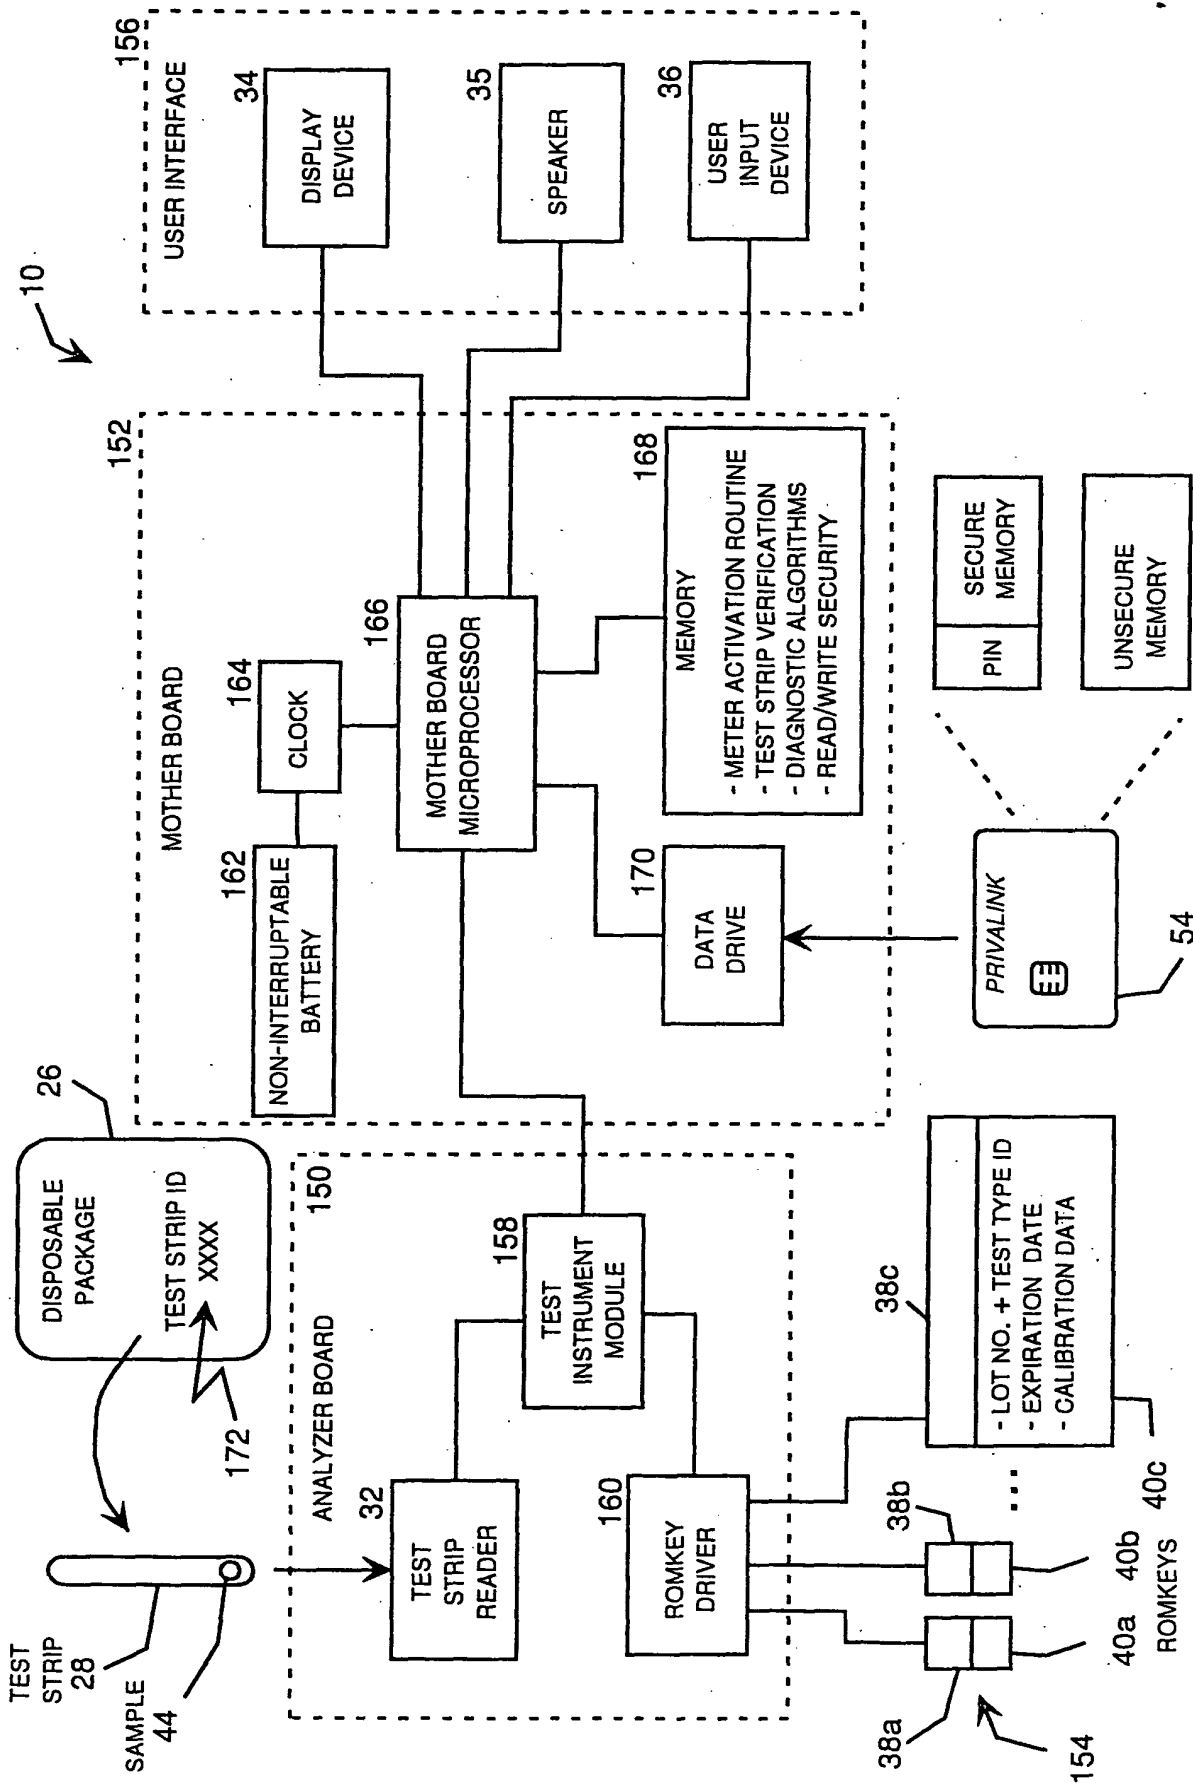 10
TEST
STRIP
28
SAMPLE
44
172
DISPOSABLE
PACKAGE
TEST STRIP ID
XXXX
26
ANALYZER BOARD
150
32
TEST
STRIP
READER
158
TEST
INSTRUMENT
MODULE
160
ROMKEY
DRIVER
38a
38b
38c
- LOT NO. + TEST TYPE ID
- EXPIRATION DATE
- CALIBRATION DATA
154
40a
40b
40c
ROMKEYS
...
MOTHER BOARD
152
162
NON-INTERRUPTABLE
BATTERY
164
CLOCK
166
MOTHER BOARD
MICROPROCESSOR
170
DATA
DRIVE
168
MEMORY
- METER ACTIVATION ROUTINE
- TEST STRIP VERIFICATION
- DIAGNOSTIC ALGORITHMS
- READ/WRITE SECURITY
PRIVALINK
54
PIN
SECURE
MEMORY
UNSECURE
MEMORY
USER INTERFACE
156
34
DISPLAY
DEVICE
35
SPEAKER
36
USER
INPUT
DEVICE